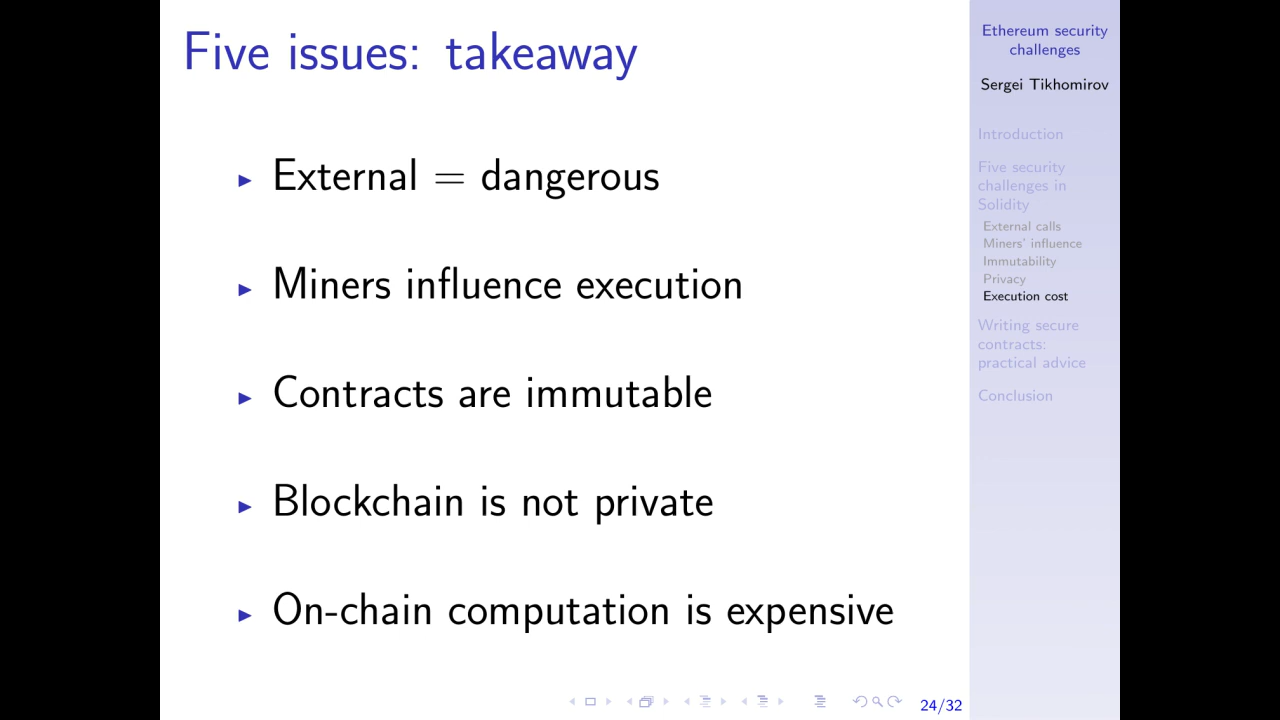 Five issues: takeaway
External = dangerous
Miners influence execution
Contracts are immutable
Blockchain is not private
On-chain computation is expensive
Ethereum security
challenges
Sergei Tikhomirov
Introduction
Five security
challenges in
Solidity
External calls
Miners' influence
Immutability
Privacy
Execution cost
Writing secure
contracts:
practical advice
Conclusion
24/32